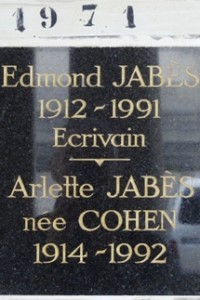 1971
Edmond JABÈS
1912 ~ 1991
Ecrivain
Arlette JABÈS
nee COHEN
1914 ~ 1992